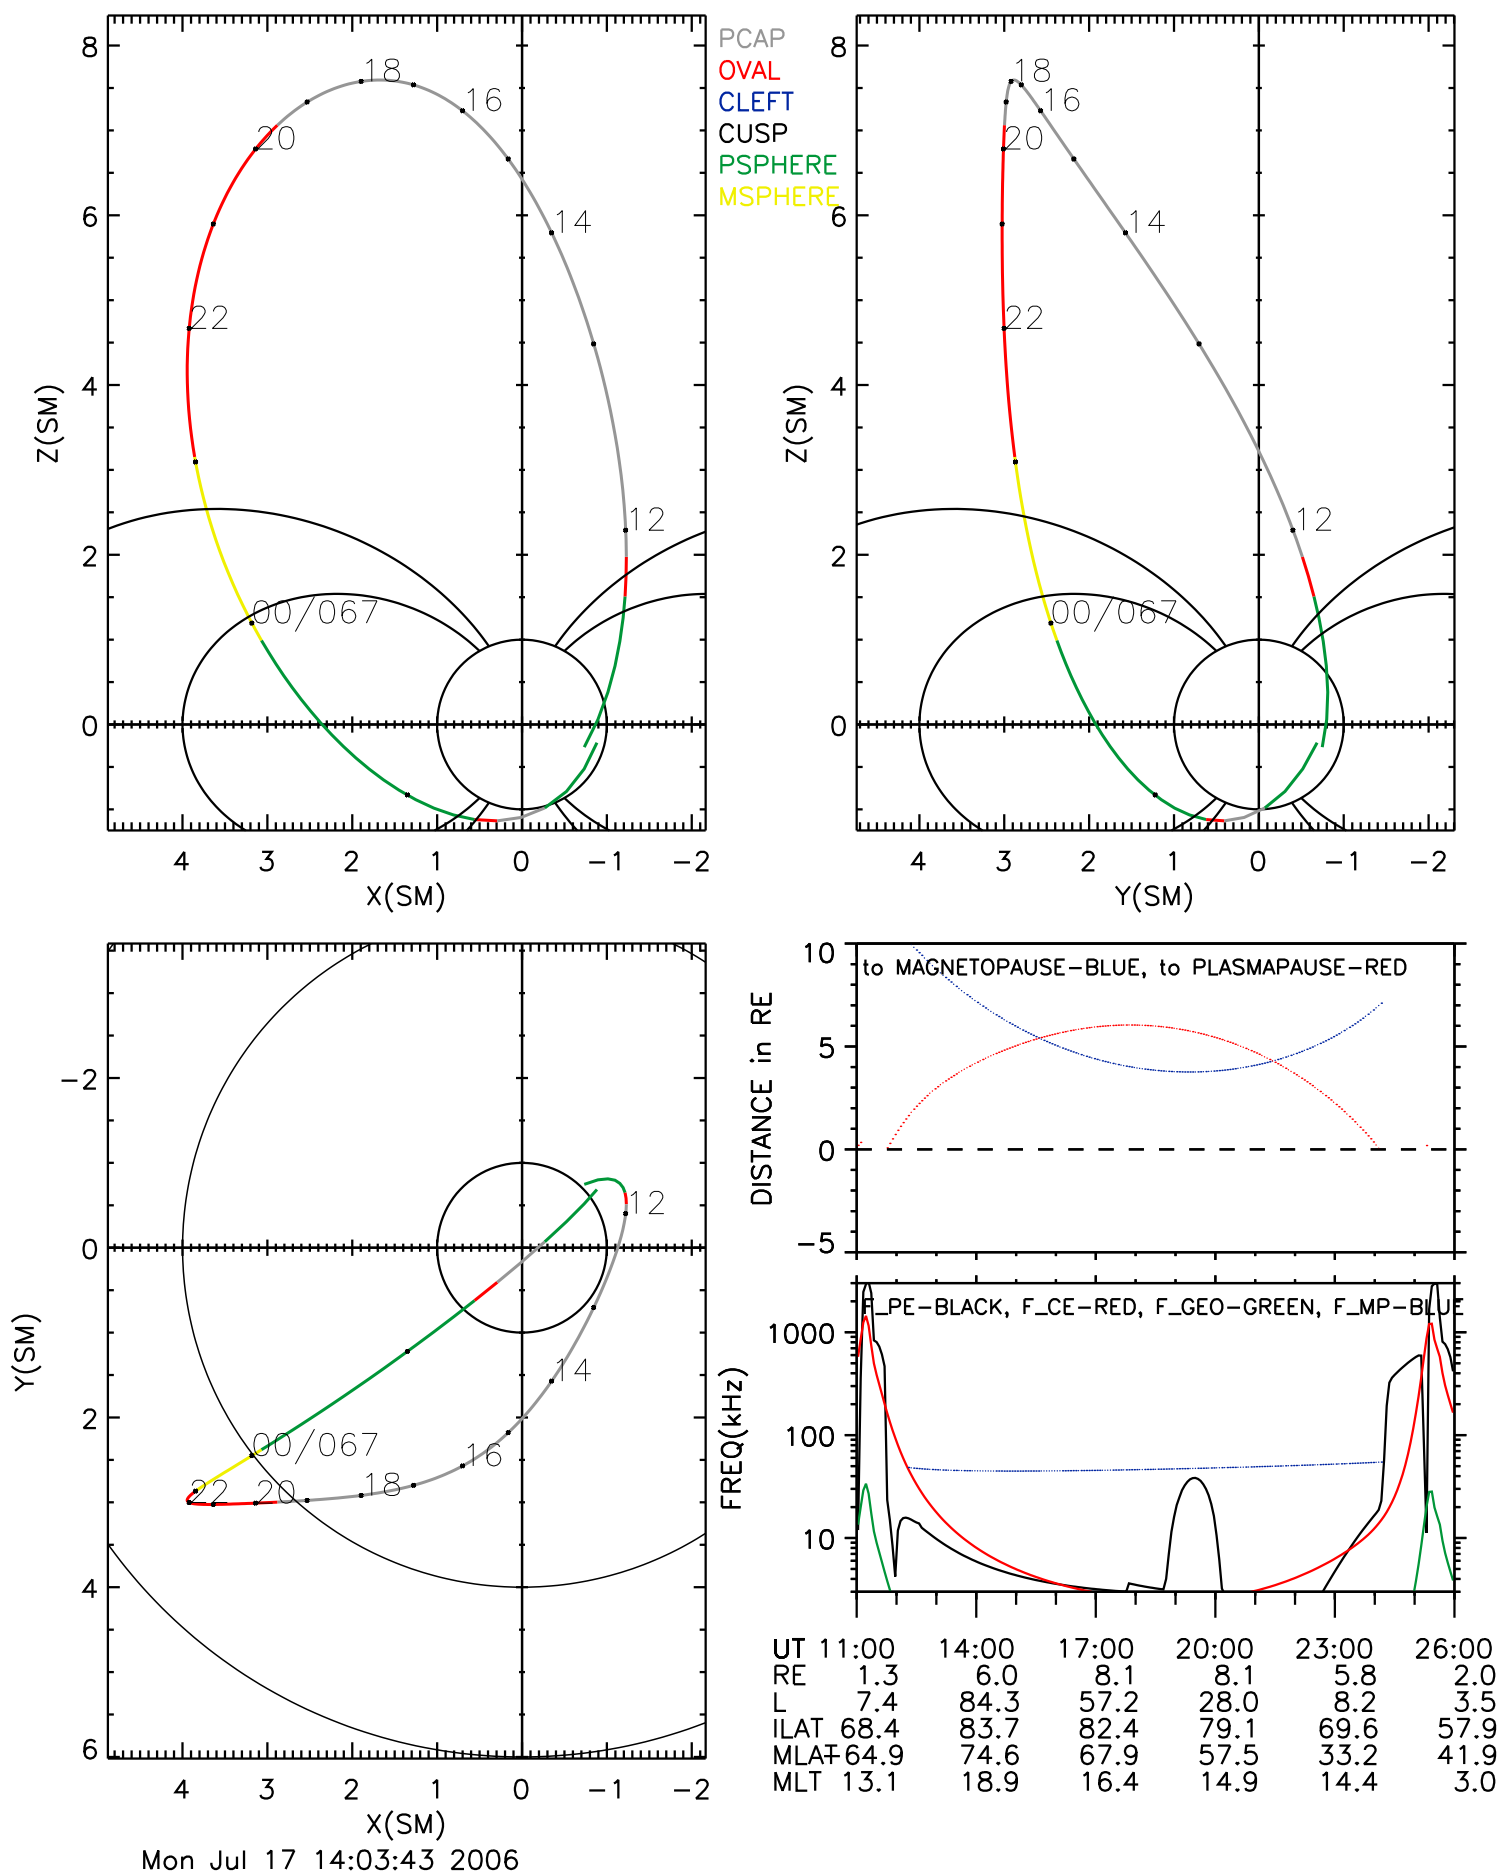 PCAP
OVAL
CLEFT
CUSP
PSPHERE
MSPHERE
8
6
4
2
0
Z(SM)
18
16
20
14
22
12
00/067
4 3 2 1 0 -1 -2
X(SM)
8
6
4
2
0
Z(SM)
18
16
20
14
22
12
00/067
4 3 2 1 0 -1 -2
Y(SM)
-2
0
2
4
6
Y(SM)
12
14
00/067
16
22 20 18
4 3 2 1 0 -1 -2
X(SM)
to MAGNETOPAUSE-BLUE, to PLASMAPAUSE-RED
10
5
0
-5
DISTANCE in RE
F_PE-BLACK, F_CE-RED, F_GEO-GREEN, F_MP-BLUE
1000
100
10
FREQ(kHz)
UT 11:00 14:00 17:00 20:00 23:00 26:00
RE 1.3 6.0 8.1 8.1 5.8 2.0
L 7.4 84.3 57.2 28.0 8.2 3.5
ILAT 68.4 83.7 82.4 79.1 69.6 57.9
MLAT-64.9 74.6 67.9 57.5 33.2 41.9
MLT 13.1 18.9 16.4 14.9 14.4 3.0
Mon Jul 17 14:03:43 2006